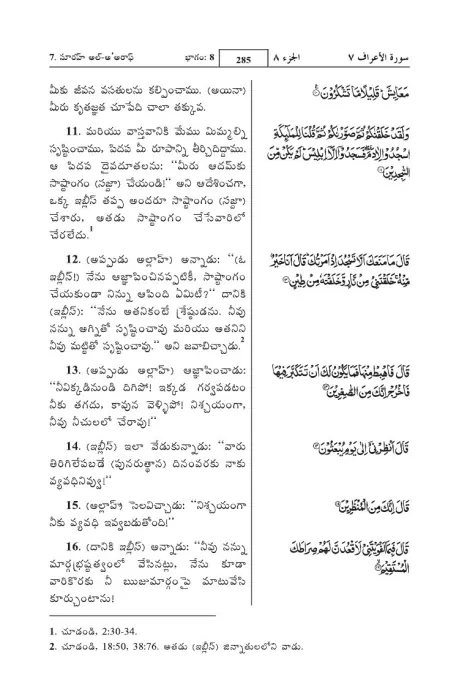 7. సూరహ్ అల్-అ'అరాఫ్ భాగం: 8 285 الجزء ٨ سورة الأعراف ٧
మీకు జీవన వసతులను కల్పించాము. (అయినా)
మీరు కృతజ్ఞత చూపేది చాలా తక్కువ.
مَعَايِشَ قَلِيلًا مَّا تَشْكُرُونَ
11. మరియు వాస్తవానికి మేము మిమ్మల్ని
సృష్టించాము, పిదప మీ రూపాన్ని తీర్చిదిద్దాము.
ఆ పిదప దైవదూతలను: ‘‘మీరు ఆదమ్‌కు
సాష్టాంగం (సజ్దా) చేయండి!’’ అని ఆదేశించగా,
ఒక్క ఇబ్లీస్ తప్ప అందరూ సాష్టాంగం (సజ్దా)
చేశారు, అతడు సాష్టాంగం చేసేవారిలో
చేరలేదు.1
وَلَقَدْ خَلَقْنَاكُمْ ثُمَّ صَوَّرْنَاكُمْ ثُمَّ قُلْنَا لِلْمَلَائِكَةِ
اسْجُدُوا لِآدَمَ فَسَجَدُوا إِلَّا إِبْلِيسَ لَمْ يَكُن مِّنَ
السَّاجِدِينَ
12. (అప్పుడు అల్లాహ్) అన్నాడు: ‘‘(ఓ
ఇబ్లీస్!) నేను ఆజ్ఞాపించినప్పటికీ, సాష్టాంగం
చేయకుండా నిన్ను ఆపింది ఏమిటీ?’’ దానికి
(ఇబ్లీస్): ‘‘నేను అతనికంటే శ్రేష్ఠుడను. నీవు
నన్ను అగ్నితో సృష్టించావు మరియు అతనిని
నీవు మట్టితో సృష్టించావు.’’ అని జవాబిచ్చాడు.2
قَالَ مَا مَنَعَكَ أَلَّا تَسْجُدَ إِذْ أَمَرْتُكَ قَالَ أَنَا خَيْرٌ
مِّنْهُ خَلَقْتَنِي مِن نَّارٍ وَخَلَقْتَهُ مِن طِينٍ
13. (అప్పుడు అల్లాహ్) ఆజ్ఞాపించాడు:
‘‘నీవిక్కడినుండి దిగిపో! ఇక్కడ గర్వపడటం
నీకు తగదు, కావున వెళ్ళిపో! నిశ్చయంగా,
నీవు నీచులలో చేరావు!’’
قَالَ فَاهْبِطْ مِنْهَا فَمَا يَكُونُ لَكَ أَن تَتَكَبَّرَ فِيهَا
فَاخْرُجْ إِنَّكَ مِنَ الصَّاغِرِينَ
14. (ఇబ్లీస్) ఇలా వేడుకున్నాడు: ‘‘వారు
తిరిగిలేపబడే (పునరుత్థాన) దినంవరకు నాకు
వ్యవధినివ్వు!’’
قَالَ أَنظِرْنِي إِلَىٰ يَوْمِ يُبْعَثُونَ
15. (అల్లాహ్) సెలవిచ్చాడు: ‘‘నిశ్చయంగా
నీకు వ్యవధి ఇవ్వబడుతోంది!’’
قَالَ إِنَّكَ مِنَ الْمُنظَرِينَ
16. (దానికి ఇబ్లీస్) అన్నాడు: ‘‘నీవు నన్ను
మార్గభ్రష్టత్వంలో వేసినట్లు, నేను కూడా
వారికొరకు నీ ఋజుమార్గంపై మాటువేసి
కూర్చుంటాను!
قَالَ فَبِمَا أَغْوَيْتَنِي لَأَقْعُدَنَّ لَهُمْ صِرَاطَكَ
الْمُسْتَقِيمَ
1. చూడండి, 2:30-34.
2. చూడండి, 18:50, 38:76. అతడు (ఇబ్లీస్) జిన్నాతులలోని వాడు.